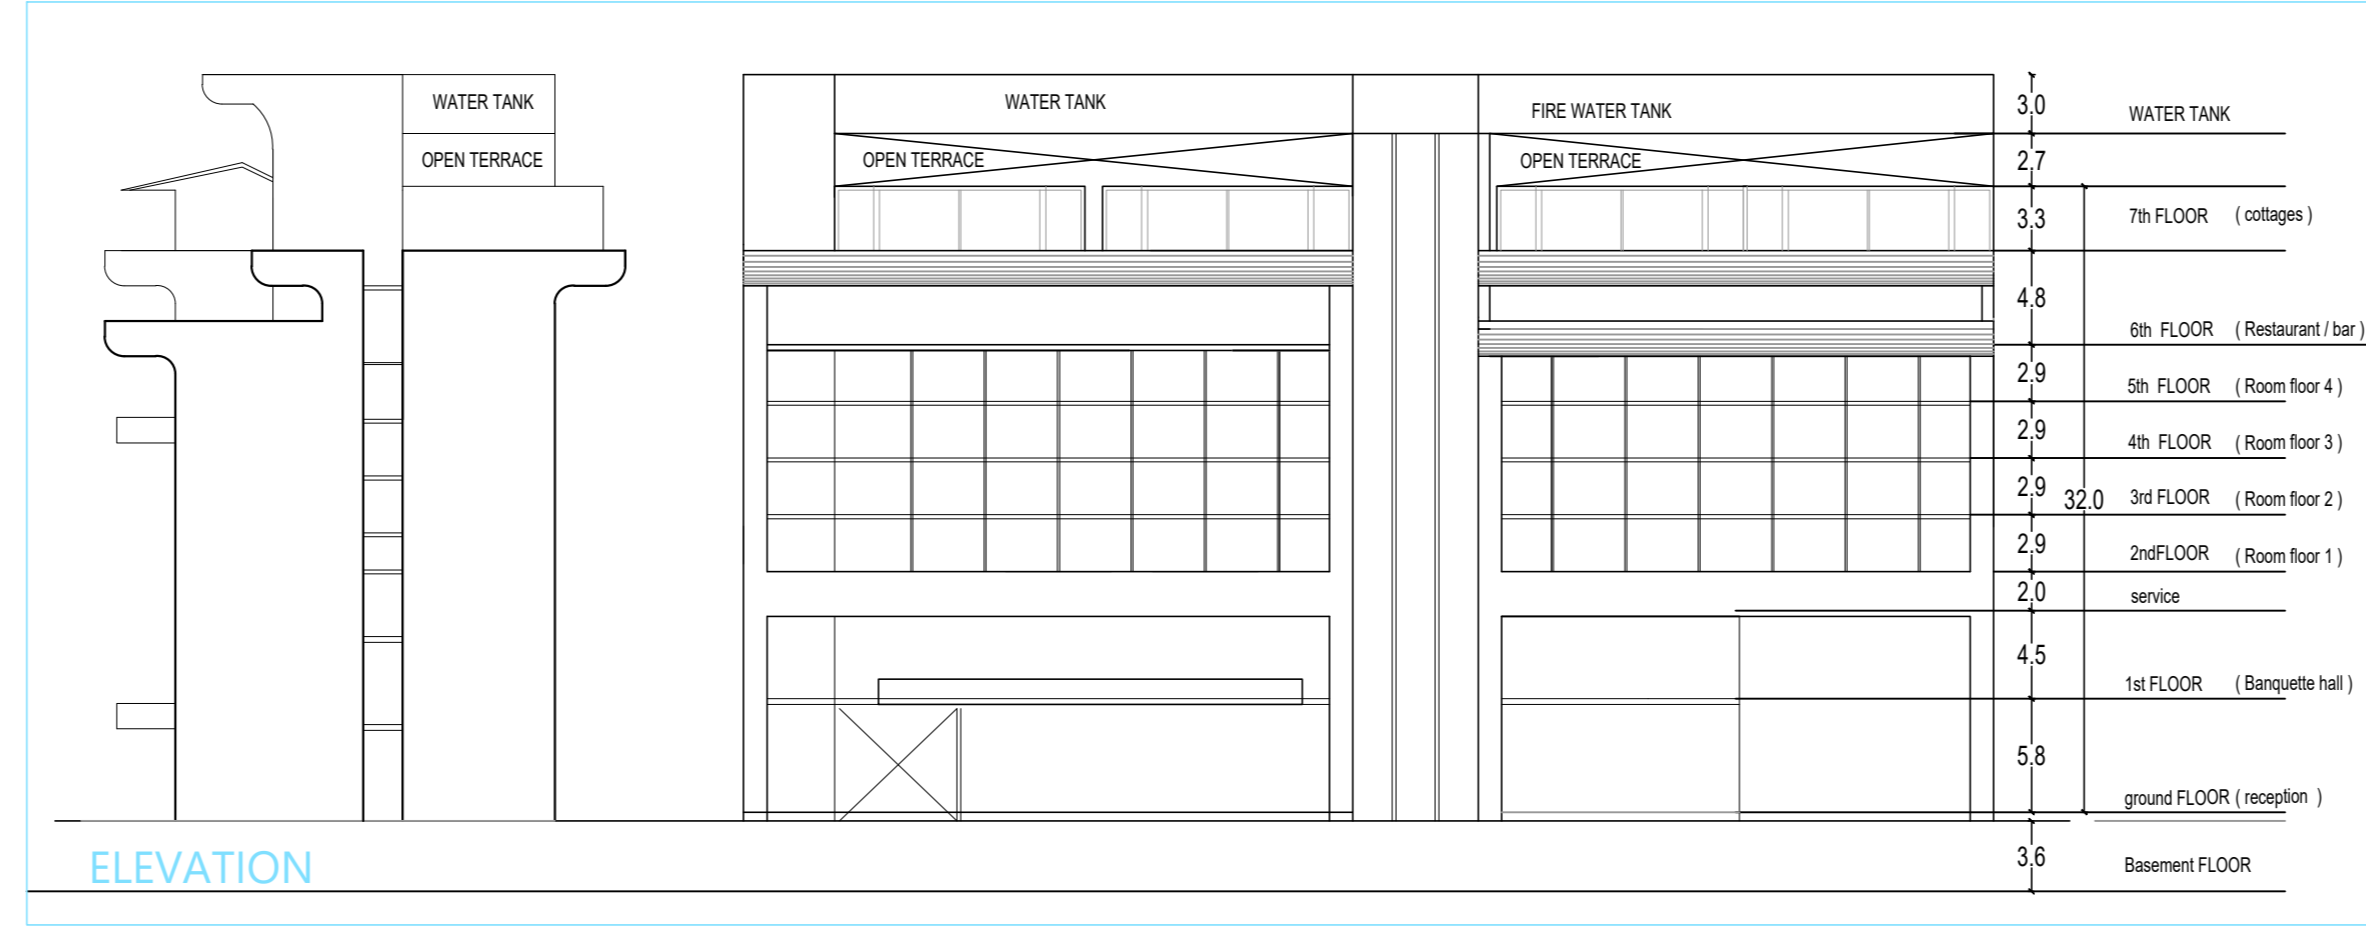 WATER TANK
WATER TANK
FIRE WATER TANK
3.0
WATER TANK
OPEN TERRACE
OPEN TERRACE
OPEN TERRACE
2.7
3.3
7th FLOOR ( cottages )
4.8
6th FLOOR ( Restaurant / bar )
2.9
5th FLOOR ( Room floor 4 )
2.9
4th FLOOR ( Room floor 3 )
2.9
32.0
3rd FLOOR ( Room floor 2 )
2.9
2ndFLOOR ( Room floor 1 )
2.0
service
4.5
1st FLOOR ( Banquette hall )
5.8
ground FLOOR ( reception )
3.6
Basement FLOOR
ELEVATION